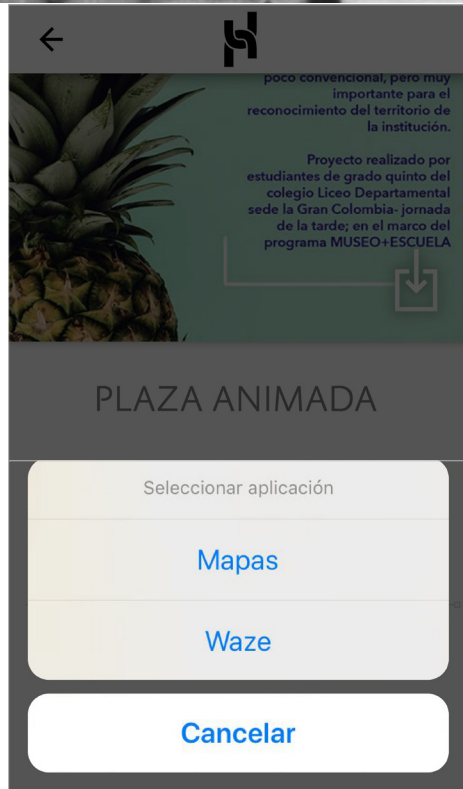 poco convencional, pero muy
importante para el
reconocimiento del territorio de
la institución.
Proyecto realizado por
estudiantes de grado quinto del
colegio Liceo Departamental
sede la Gran Colombia- jornada
de la tarde; en el marco del
programa MUSEO+ESCUELA
PLAZA ANIMADA
Seleccionar aplicación
Mapas
Waze
Cancelar